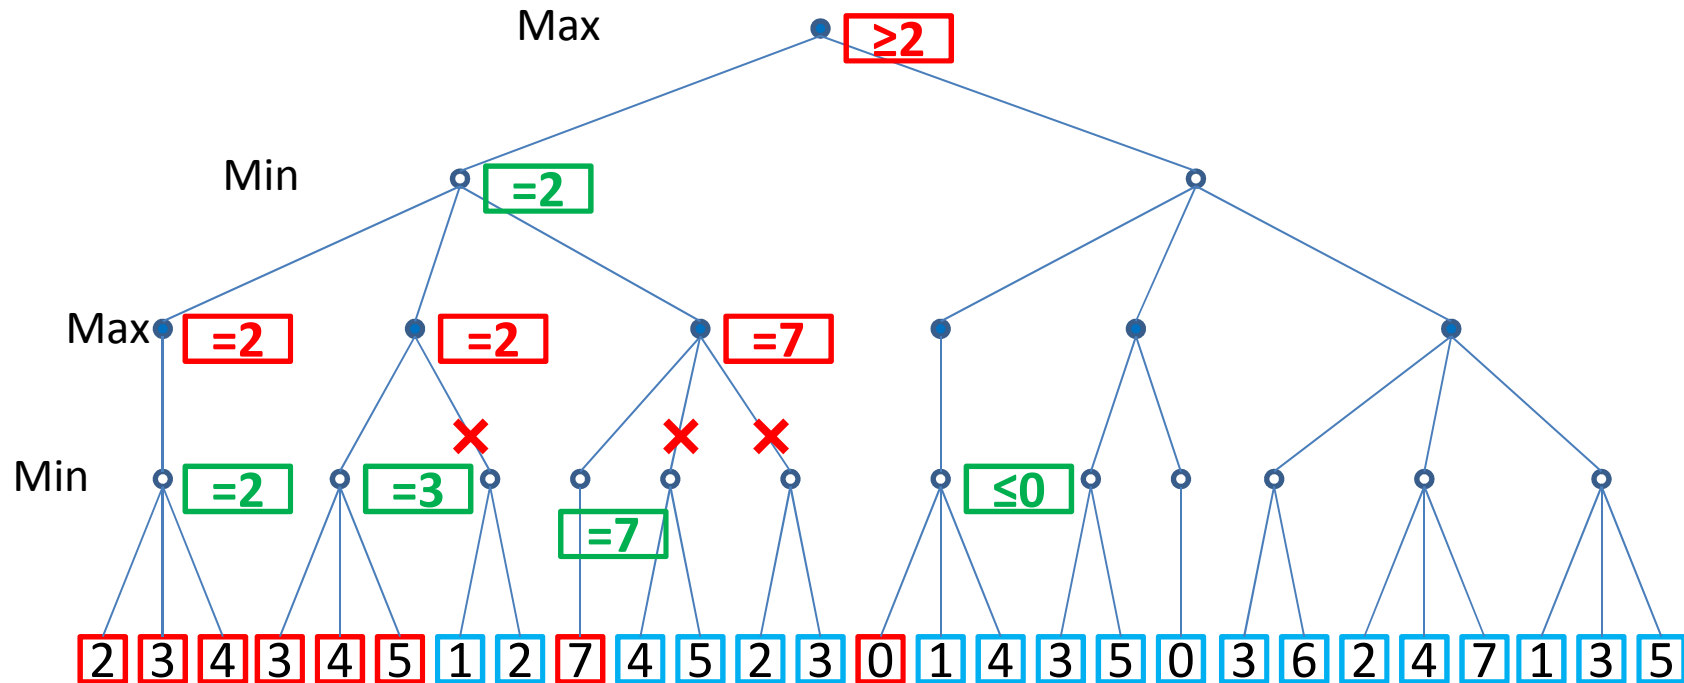 Max ≥2
Min =2
Max =2 =2 =7
Min =2 =3 ≤0
=7
2 3 4 3 4 5 1 2 7 4 5 2 3 0 1 4 3 5 0 3 6 2 4 7 1 3 5